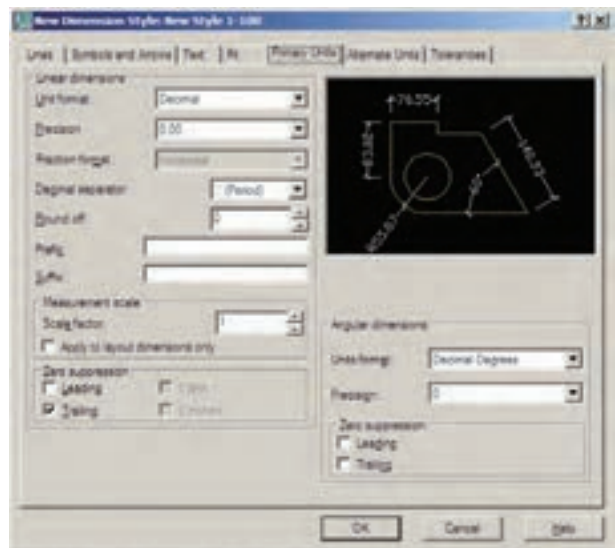 New Dimension Style: New Style 1-100
Lines Symbols and Arrows Text Fit Primary Units Alternate Units Tolerances
Linear dimensions
Unit format: Decimal
Precision 0.00
Fraction format:
Decimal separator: (Period)
Round off: 0
Prefix:
Suffix:
Measurement scale
Scale factor: 1
Apply to layout dimensions only
Zero suppression
Leading
Trailing
Angular dimensions
Units format: Decimal Degrees
Precision: 0
Zero suppression
Leading
Trailing
OK Cancel Help